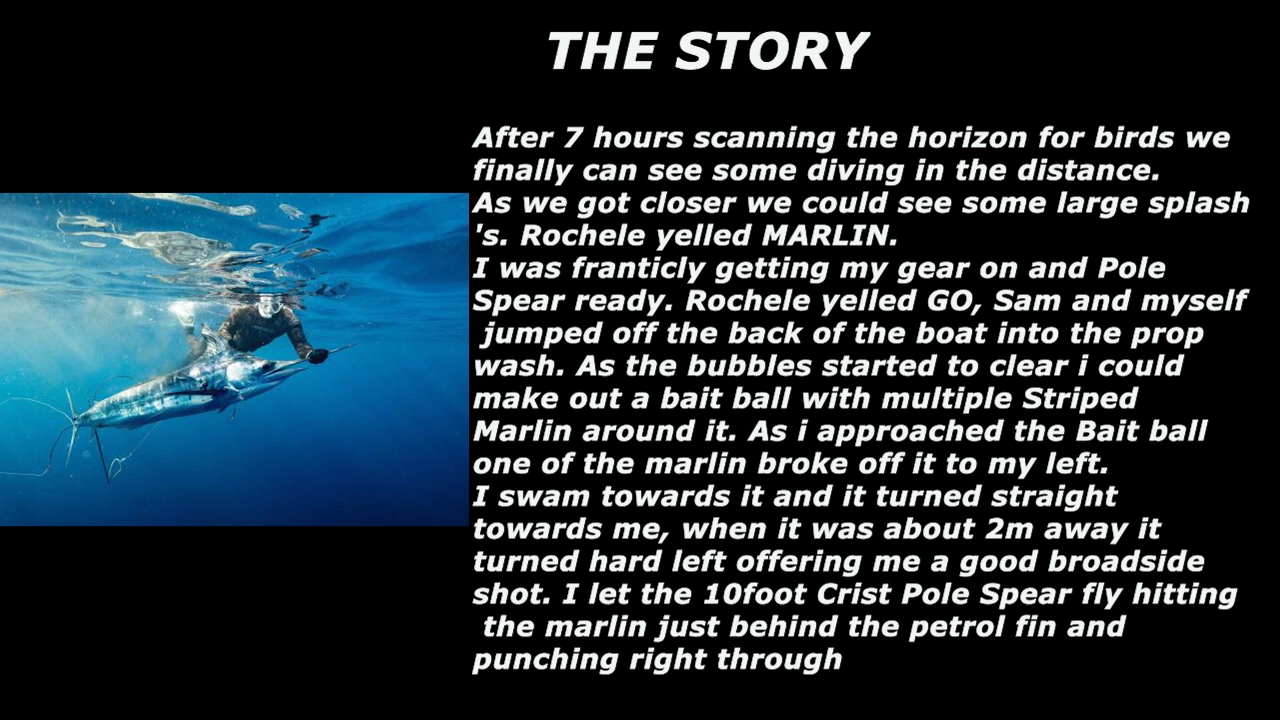 THE STORY
After 7 hours scanning the horizon for birds we
finally can see some diving in the distance.
As we got closer we could see some large splash
's. Rochele yelled MARLIN.
I was franticly getting my gear on and Pole
Spear ready. Rochele yelled GO, Sam and myself
jumped off the back of the boat into the prop
wash. As the bubbles started to clear i could
make out a bait ball with multiple Striped
Marlin around it. As i approached the Bait ball
one of the marlin broke off it to my left.
I swam towards it and it turned straight
towards me, when it was about 2m away it
turned hard left offering me a good broadside
shot. I let the 10foot Crist Pole Spear fly hitting
the marlin just behind the petrol fin and
punching right through